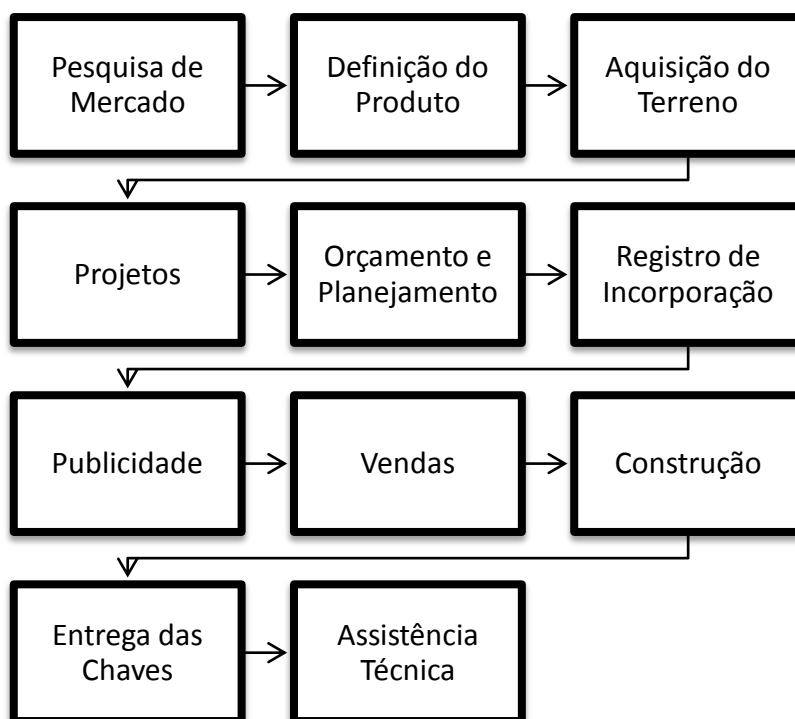 Pesquisa de
Mercado
Definição do
Produto
Aquisição do
Terreno
Projetos
Orçamento e
Planejamento
Registro de
Incorporação
Publicidade
Vendas
Construção
Entrega das
Chaves
Assistência
Técnica